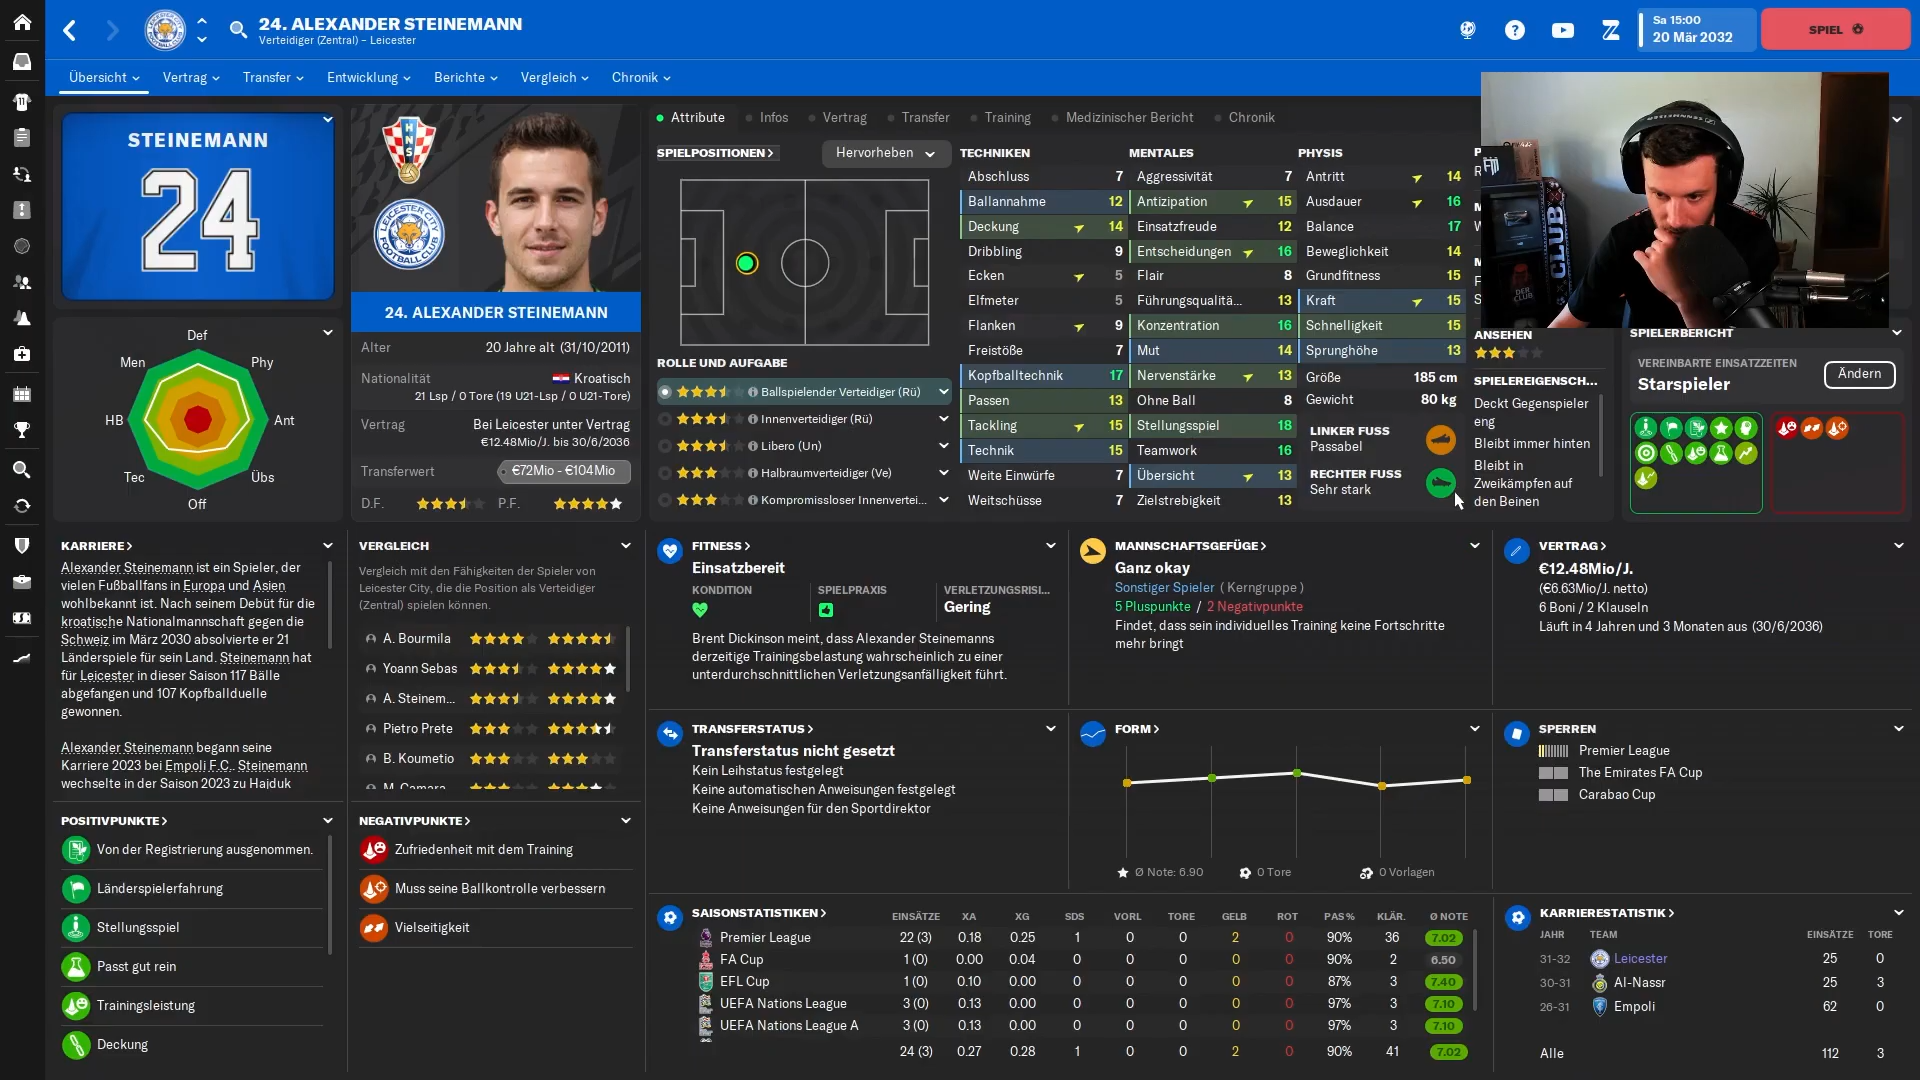 24. ALEXANDER STEINEMANN
Verteidiger (Zentral) - Leicester
Sa 15:00
20 Mär 2032
SPIEL
Übersicht
Vertrag
Transfer
Entwicklung
Berichte
Vergleich
Chronik
STEINEMANN
24
24. ALEXANDER STEINEMANN
Alter 20 Jahre alt (31/10/2011)
Nationalität Kroatisch
21 Lsp / 0 Tore (19 U21-Lsp / 0 U21-Tore)
Vertrag Bei Leicester unter Vertrag
€12.48Mio/J. bis 30/6/2036
Transferwert €72Mio - €104Mio
D.F. P.F.
Def
Phy
Ant
Übs
Off
Tec
HB
Men
Attribute
Infos
Vertrag
Transfer
Training
Medizinischer Bericht
Chronik
SPIELPOSITIONEN
Hervorheben
ROLLE UND AUFGABE
Ballspielender Verteidiger (Rü)
Innenverteidiger (Rü)
Libero (Un)
Halbraumverteidiger (Ve)
Kompromissloser Innenvertei...
TECHNIKEN
Abschluss 7
Ballannahme 12
Deckung 14
Dribbling 9
Ecken 5
Elfmeter 5
Flanken 9
Freistöße 7
Kopfballtechnik 17
Passen 13
Tackling 15
Technik 15
Weite Einwürfe 7
Weitschüsse 7
MENTALES
Aggressivität 7
Antizipation 15
Einsatzfreude 12
Entscheidungen 16
Flair 8
Führungsqualitä... 13
Konzentration 16
Mut 14
Nervenstärke 13
Ohne Ball 8
Stellungsspiel 18
Teamwork 16
Übersicht 13
Zielstrebigkeit 13
PHYSIS
Antritt 14
Ausdauer 16
Balance 17
Beweglichkeit 14
Grundfitness 15
Kraft 15
Schnelligkeit 15
Sprunghöhe 13
Größe 185 cm
Gewicht 80 kg
LINKER FUSS
Passabel
RECHTER FUSS
Sehr stark
CLUB
DER
CLUB
ANSEHEN
SPIELEREIGENSCH...
Deckt Gegenspieler
eng
Bleibt immer hinten
Bleibt in
Zweikämpfen auf
den Beinen
SPIELERBERICHT
VEREINBARTE EINSATZZEITEN
Starspieler
Ändern
KARRIERE
Alexander Steinemann ist ein Spieler, der
vielen Fußballfans in Europa und Asien
wohlbekannt ist. Nach seinem Debüt für die
kroatische Nationalmannschaft gegen die
Schweiz im März 2030 absolvierte er 21
Länderspiele für sein Land. Steinemann hat
für Leicester in dieser Saison 117 Bälle
abgefangen und 107 Kopfballduelle
gewonnen.
Alexander Steinemann begann seine
Karriere 2023 bei Empoli F.C.. Steinemann
wechselte in der Saison 2023 zu Hajduk
VERGLEICH
Vergleich mit den Fähigkeiten der Spieler von
Leicester City, die die Position als Verteidiger
(Zentral) spielen können.
A. Bourmila
Yoann Sebas
A. Steinem...
Pietro Prete
B. Koumetio
M. Camara
FITNESS
Einsatzbereit
KONDITION
SPIELPRAXIS
VERLETZUNGSRISI...
Gering
Brent Dickinson meint, dass Alexander Steinemanns
derzeitige Trainingsbelastung wahrscheinlich zu einer
unterdurchschnittlichen Verletzungsanfälligkeit führt.
MANNSCHAFTSGEFÜGE
Ganz okay
Sonstiger Spieler ( Kerngruppe )
5 Pluspunkte / 2 Negativpunkte
Findet, dass sein individuelles Training keine Fortschritte
mehr bringt
VERTRAG
€12.48Mio/J.
(€6.63Mio/J. netto)
6 Boni / 2 Klauseln
Läuft in 4 Jahren und 3 Monaten aus (30/6/2036)
TRANSFERSTATUS
Transferstatus nicht gesetzt
Kein Leihstatus festgelegt
Keine automatischen Anweisungen festgelegt
Keine Anweisungen für den Sportdirektor
FORM
Ø Note: 6.90
0 Tore
0 Vorlagen
SPERREN
Premier League
The Emirates FA Cup
Carabao Cup
POSITIVPUNKTE
Von der Registrierung ausgenommen.
Länderspielerfahrung
Stellungsspiel
Passt gut rein
Trainingsleistung
Deckung
NEGATIVPUNKTE
Zufriedenheit mit dem Training
Muss seine Ballkontrolle verbessern
Vielseitigkeit
SAISONSTATISTIKEN EINSÄTZE XA XG SDS VORL TORE GELB ROT PAS % KLÄR. Ø NOTE
Premier League 22 (3) 0.18 0.25 1 0 0 2 0 90% 36 7.02
FA Cup 1 (0) 0.00 0.04 0 0 0 0 0 90% 2 6.50
EFL Cup 1 (0) 0.10 0.00 0 0 0 0 0 87% 3 7.40
UEFA Nations League 3 (0) 0.13 0.00 0 0 0 0 0 97% 3 7.10
UEFA Nations League A 3 (0) 0.13 0.00 0 0 0 0 0 97% 3 7.10
24 (3) 0.27 0.28 1 0 0 2 0 90% 41 7.02
KARRIERESTATISTIK
JAHR TEAM EINSÄTZE TORE
31-32 Leicester 25 0
30-31 Al-Nassr 25 3
26-31 Empoli 62 0
Alle 112 3